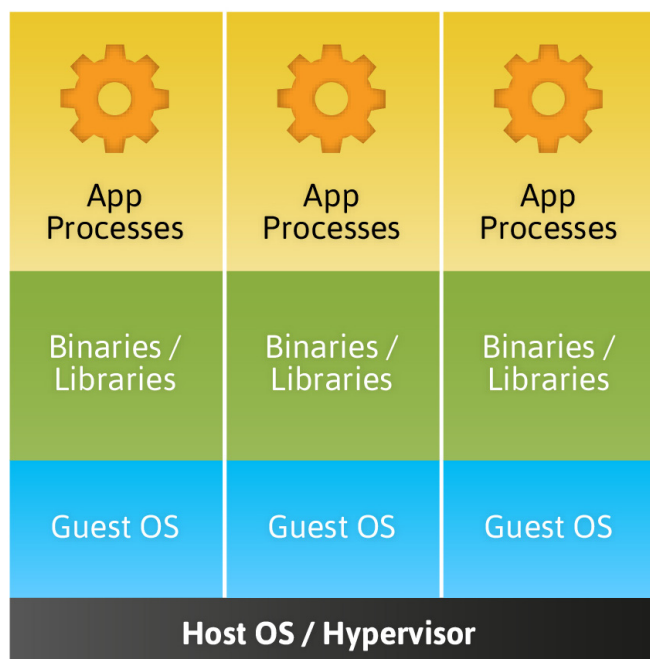 App
Processes
App
Processes
App
Processes
Binaries /
Libraries
Binaries /
Libraries
Binaries /
Libraries
Guest OS
Guest OS
Guest OS
Host OS / Hypervisor